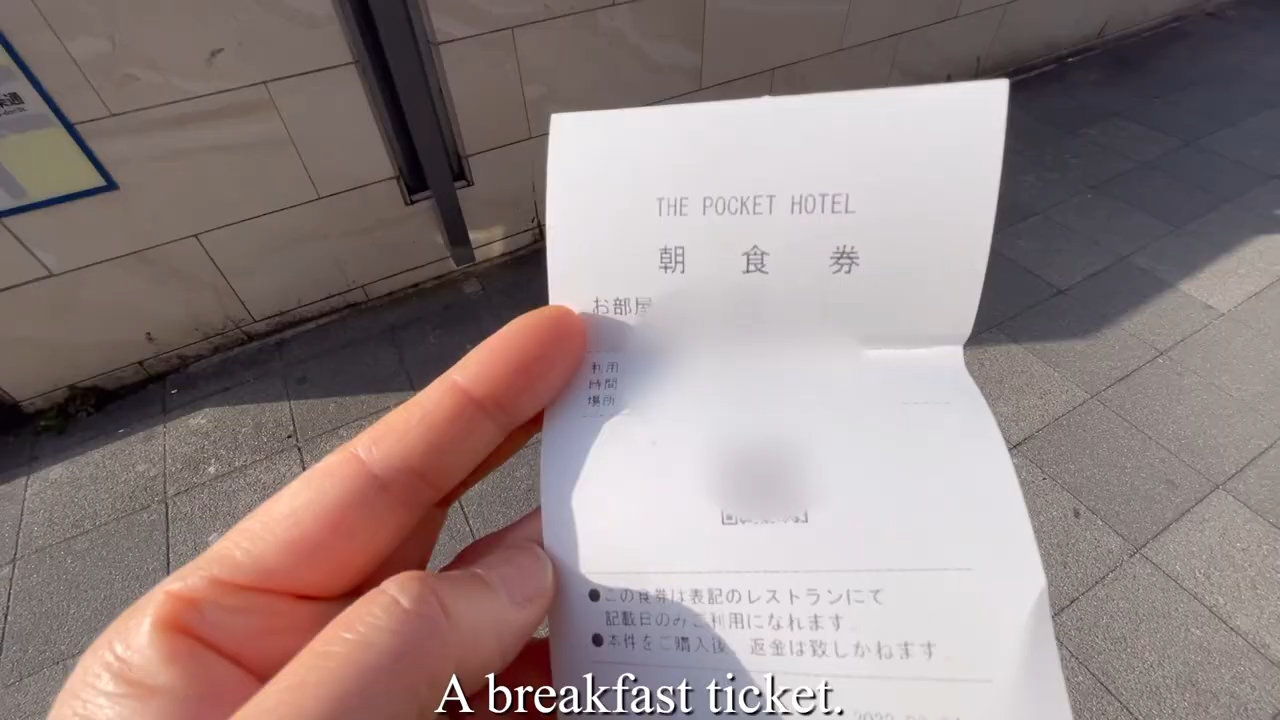 THE POCKET HOTEL
朝 食 券
お部屋
利用
時間
場所
●この食券は表記のレストランにて
記載日のみご利用になれます。
●本件をご購入後、返金は致しかねます
A breakfast ticket.